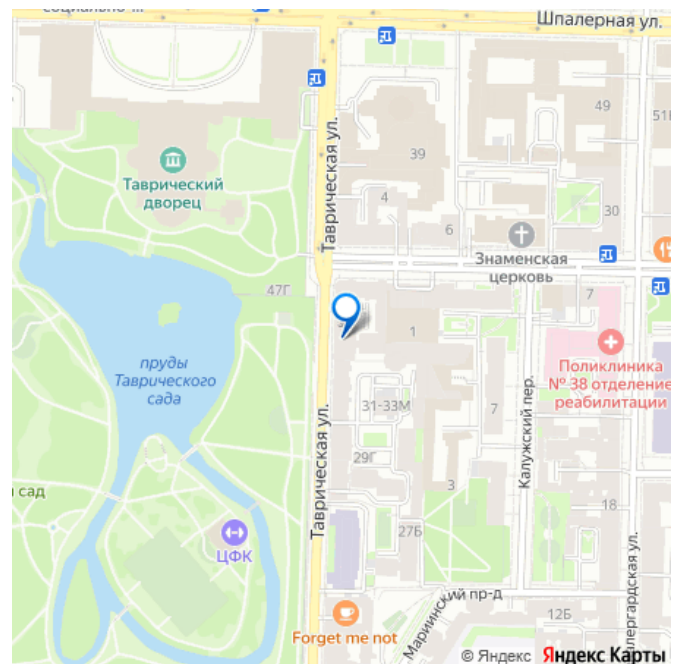 Шпалерная ул.
49
39
Таврическая ул.
Таврический
дворец
4
6
30
Знаменская
церковь
47Г
7
1
пруды
Таврического
сада
Поликлиника
№ 38 отделение
реабилитации
31-33М
7
Калужский пер.
29Г
Таврическая ул.
3
сад
18
ЦФК
27Б
Мариинский пр-д
12Б
Forget me not
© Яндекс Яндекс Карты